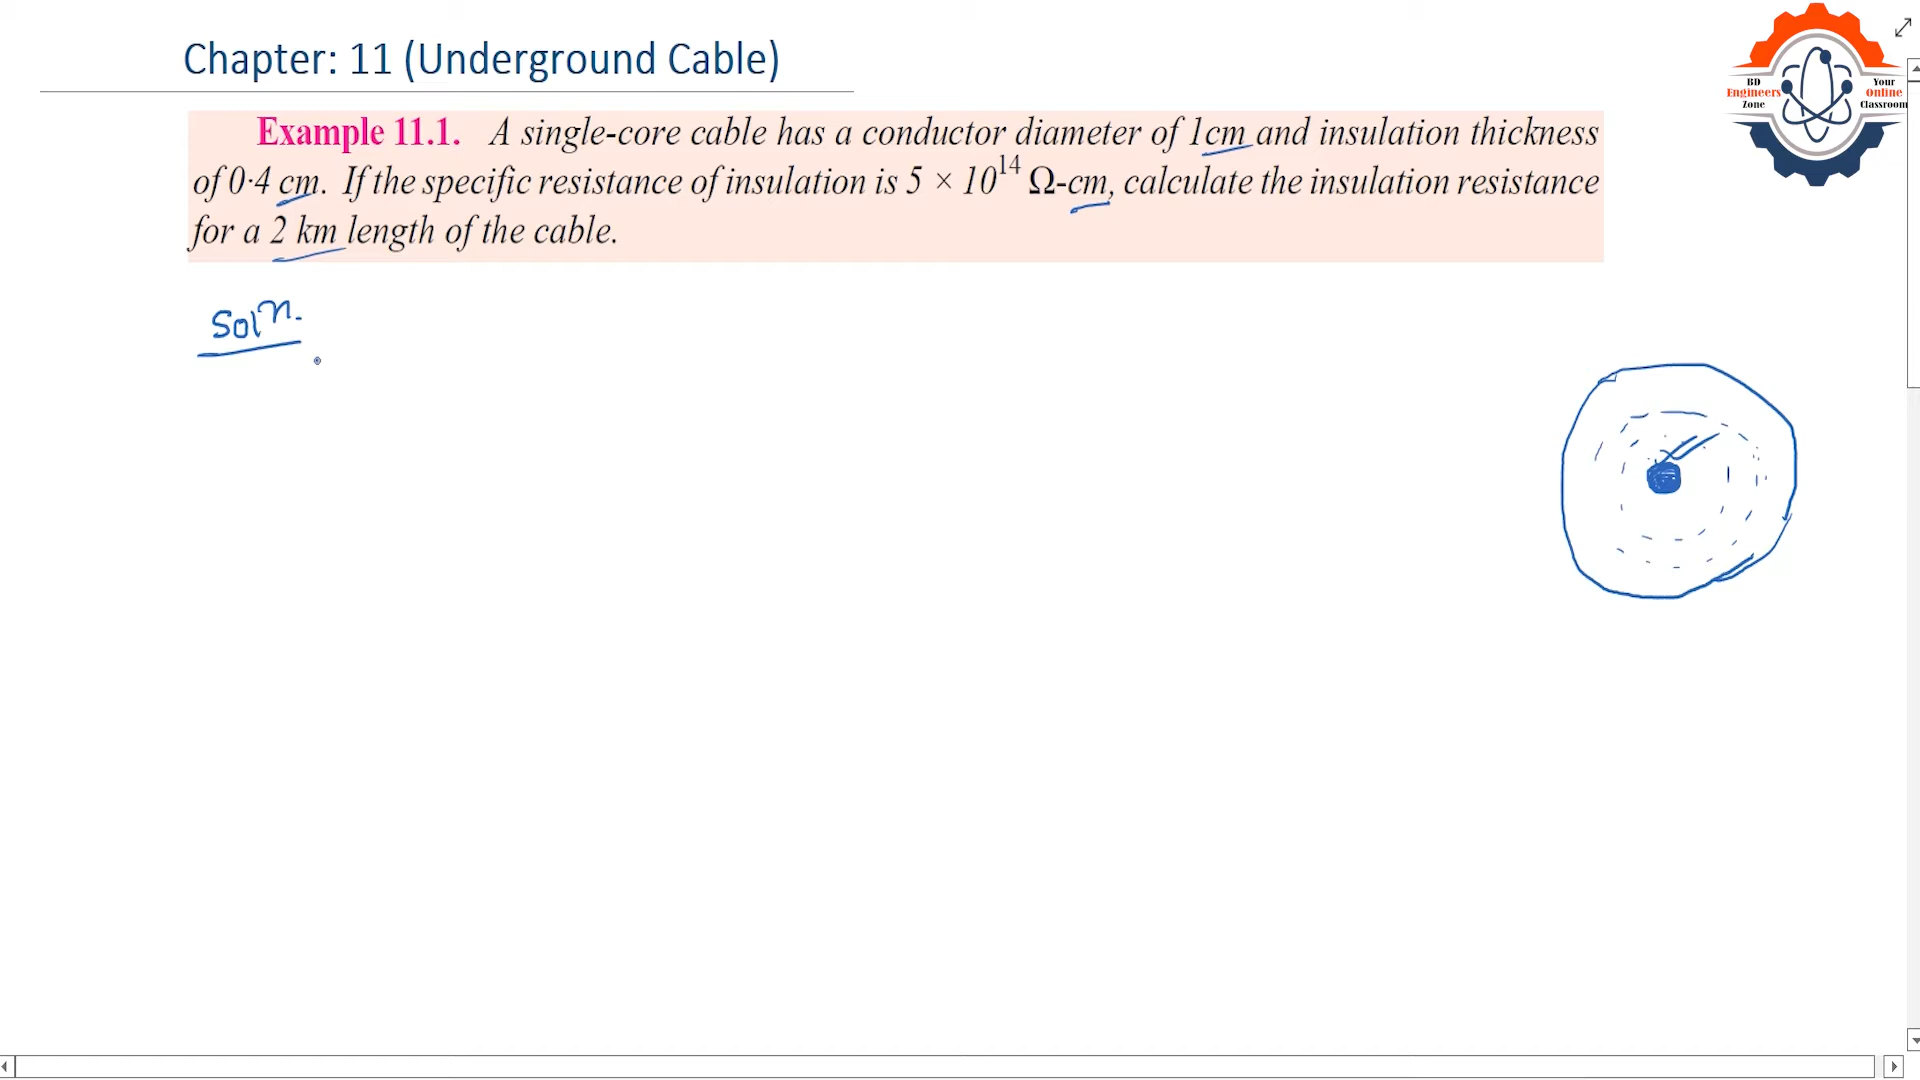 Chapter: 11 (Underground Cable)
BD Engineers Zone
Your Online Classroom
Example 11.1. A single-core cable has a conductor diameter of 1cm and insulation thickness
of 0·4 cm. If the specific resistance of insulation is 5 × 10¹⁴ Ω-cm, calculate the insulation resistance
for a 2 km length of the cable.
Solⁿ.